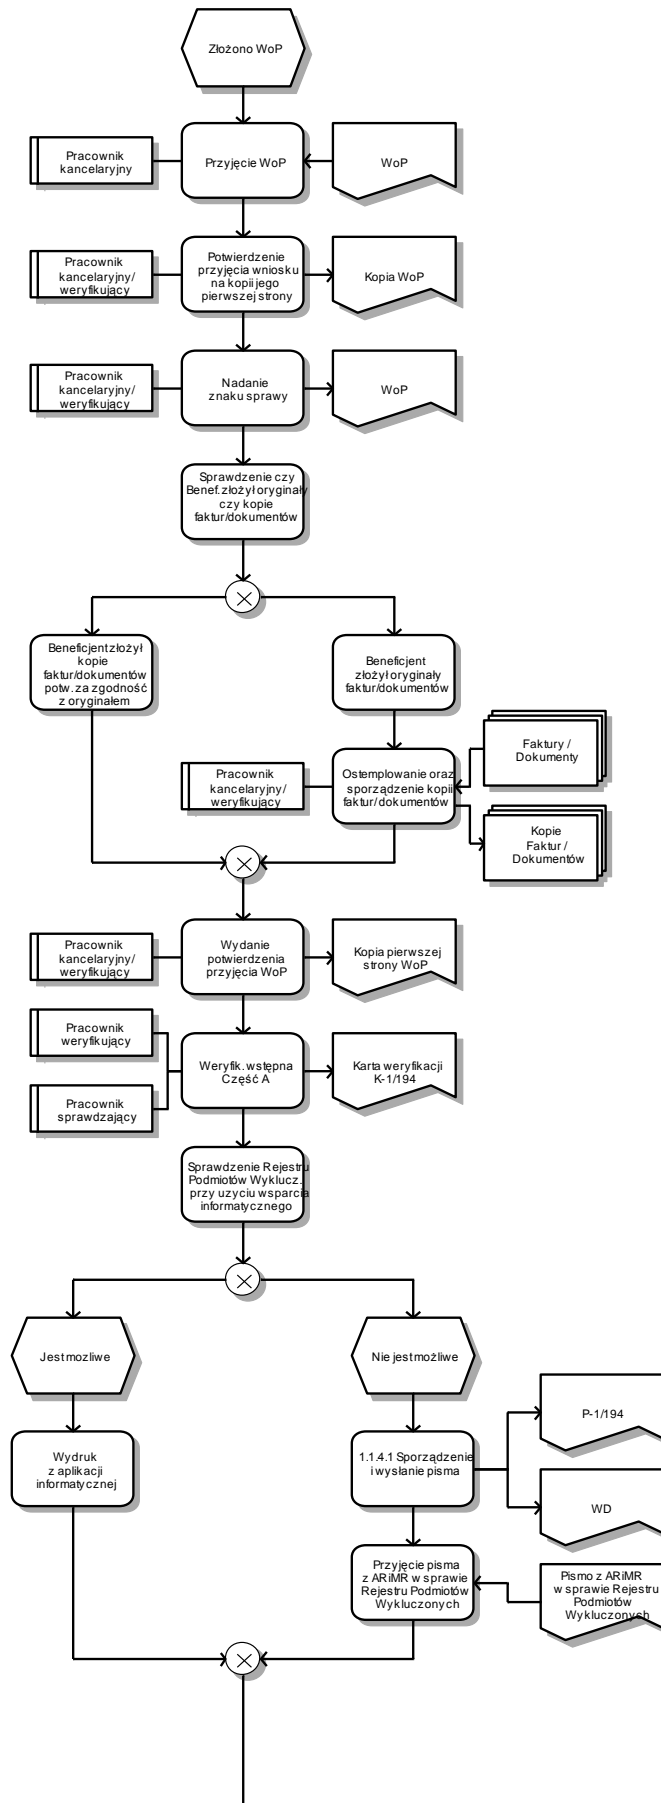 Złożono WoP
Pracownik
kancelaryjny
Przyjęcie WoP
WoP
Pracownik
kancelaryjny/
weryfikujący
Potwierdzenie
przyjęcia wniosku
na kopii jego
pierwszej strony
Kopia WoP
Pracownik
kancelaryjny/
weryfikujący
Nadanie
znaku sprawy
WoP
Sprawdzenie czy
Benef. złożył oryginały
czy kopie
faktur/dokumentów
Beneficjent złożył
kopie
faktur/dokumentów
potw. za zgodność
z oryginałem
Beneficjent
złożył oryginały
faktur/dokumentów
Pracownik
kancelaryjny/
weryfikujący
Ostemplowanie oraz
sporządzenie kopii
faktur/dokumentów
Faktury /
Dokumenty
Kopie
Faktur /
Dokumentów
Pracownik
kancelaryjny/
weryfikujący
Wydanie
potwierdzenia
przyjęcia WoP
Kopia pierwszej
strony WoP
Pracownik
weryfikujący
Pracownik
sprawdzający
Weryfik. wstępna
Część A
Karta weryfikacji
K-1/194
Sprawdzenie Rejestru
Podmiotów Wyklucz.
przy uzyciu wsparcia
informatycznego
Jest mozliwe
Nie jest możliwe
Wydruk
z aplikacji
informatycznej
1.1.4.1 Sporządzenie
i wysłanie pisma
P-1/194
WD
Przyjęcie pisma
z ARiMR w sprawie
Rejestru Podmiotów
Wykluczonych
Pismo z ARiMR
w sprawie Rejestru
Podmiotów
Wykluczonych